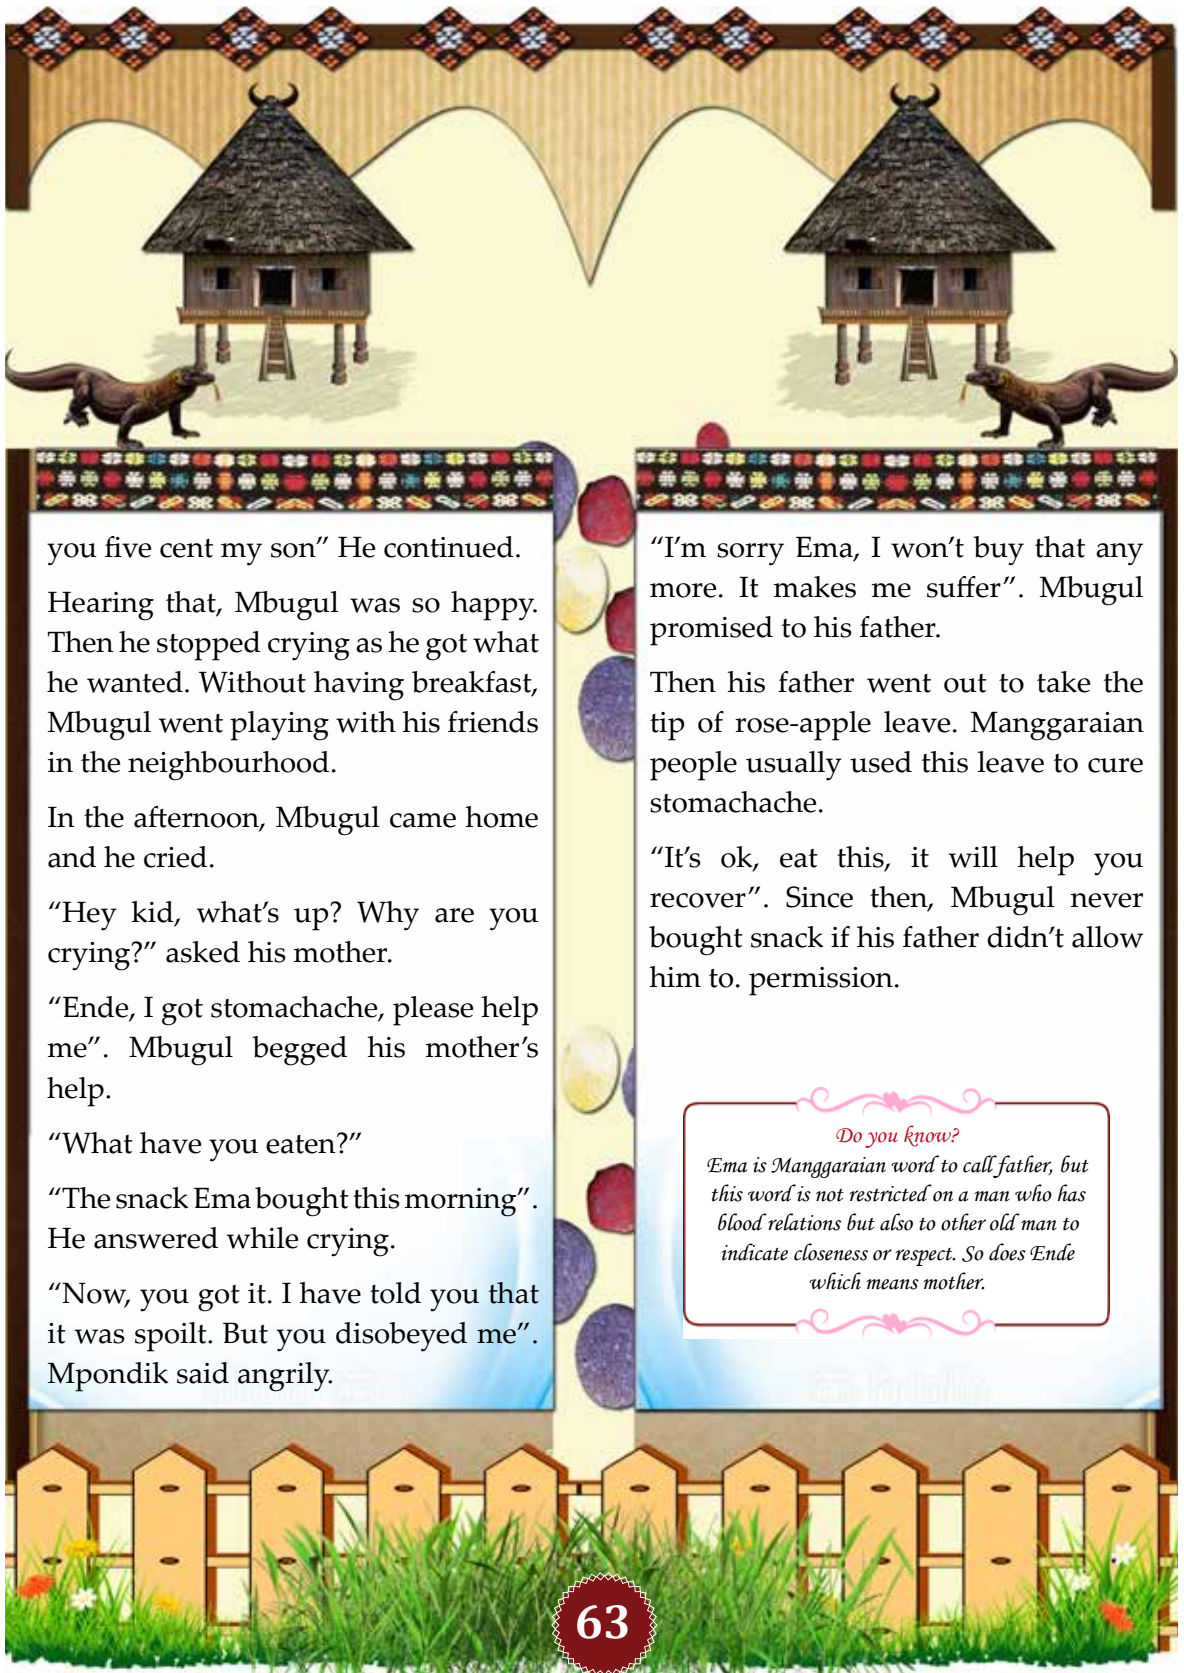 you five cent my son” He continued.
Hearing that, Mbugul was so happy.
Then he stopped crying as he got what
he wanted. Without having breakfast,
Mbugul went playing with his friends
in the neighbourhood.
In the afternoon, Mbugul came home
and he cried.
“Hey kid, what’s up? Why are you
crying?” asked his mother.
“Ende, I got stomachache, please help
me”. Mbugul begged his mother’s
help.
“What have you eaten?”
“The snack Ema bought this morning”.
He answered while crying.
“Now, you got it. I have told you that
it was spoilt. But you disobeyed me”.
Mpondik said angrily.
“I’m sorry Ema, I won’t buy that any
more. It makes me suffer”. Mbugul
promised to his father.
Then his father went out to take the
tip of rose-apple leave. Manggaraian
people usually used this leave to cure
stomachache.
“It’s ok, eat this, it will help you
recover”. Since then, Mbugul never
bought snack if his father didn’t allow
him to. permission.
Do you know?
Ema is Manggaraian word to call father, but
this word is not restricted on a man who has
blood relations but also to other old man to
indicate closeness or respect. So does Ende
which means mother.
63